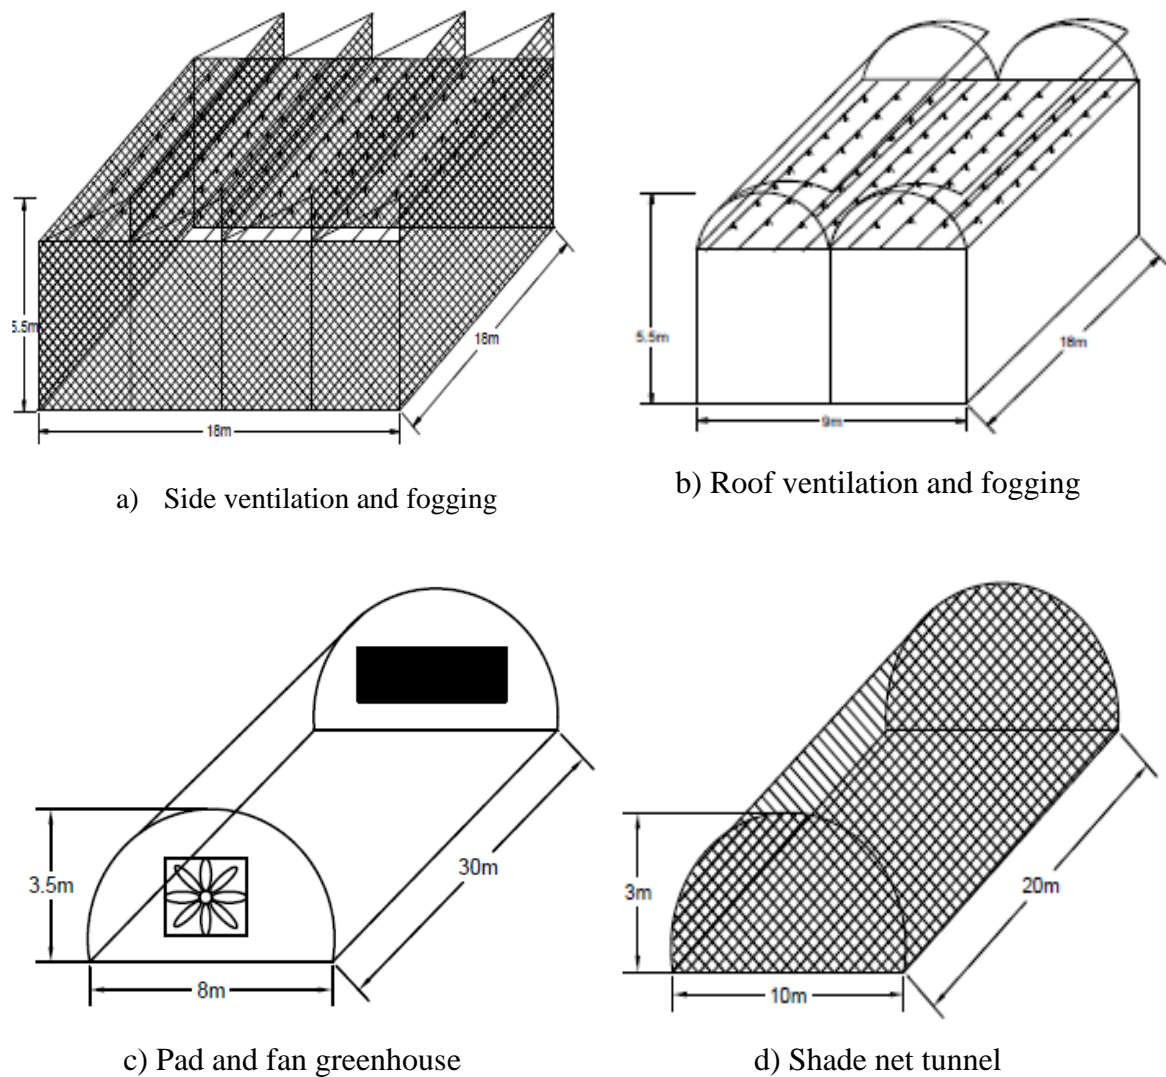 5.5m
18m
18m
a) Side ventilation and fogging
5.5m
18m
9m
b) Roof ventilation and fogging
3.5m
30m
8m
c) Pad and fan greenhouse
3m
20m
10m
d) Shade net tunnel